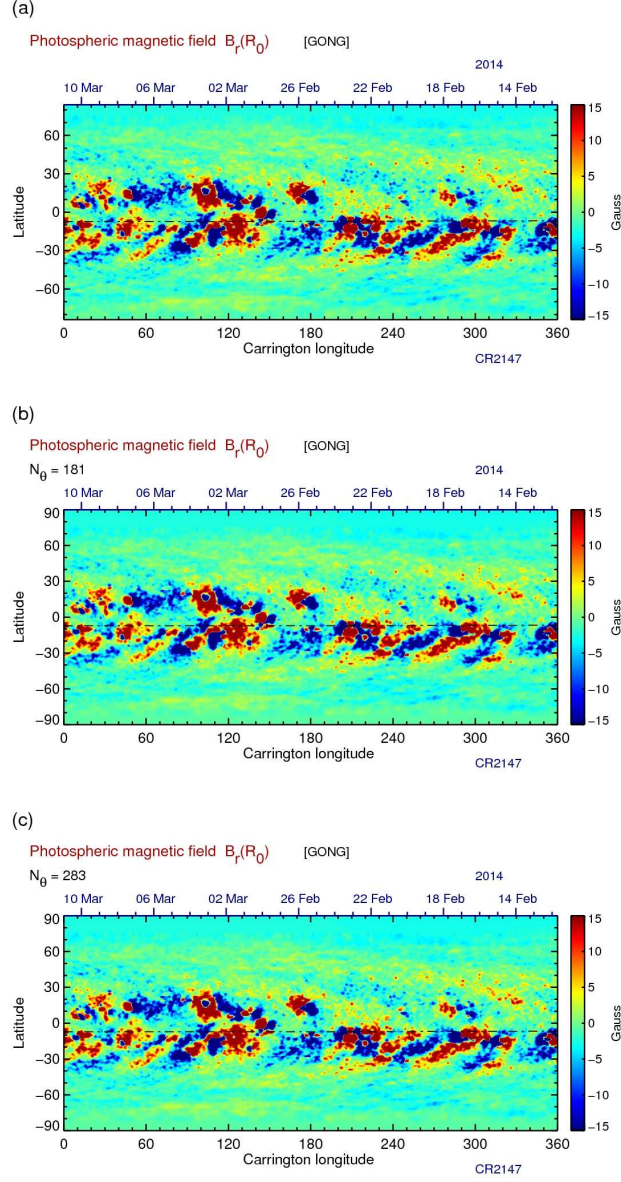 (a)
Photospheric magnetic field B_r(R_0) [GONG]
2014
10 Mar 06 Mar 02 Mar 26 Feb 22 Feb 18 Feb 14 Feb
60
30
0
−30
−60
Latitude
0 60 120 180 240 300 360
Carrington longitude
CR2147
15
10
5
0
−5
−10
−15
Gauss
(b)
Photospheric magnetic field B_r(R_0) [GONG]
N_θ = 181
2014
10 Mar 06 Mar 02 Mar 26 Feb 22 Feb 18 Feb 14 Feb
90
60
30
0
−30
−60
−90
Latitude
0 60 120 180 240 300 360
Carrington longitude
CR2147
15
10
5
0
−5
−10
−15
Gauss
(c)
Photospheric magnetic field B_r(R_0) [GONG]
N_θ = 283
2014
10 Mar 06 Mar 02 Mar 26 Feb 22 Feb 18 Feb 14 Feb
90
60
30
0
−30
−60
−90
Latitude
0 60 120 180 240 300 360
Carrington longitude
CR2147
15
10
5
0
−5
−10
−15
Gauss